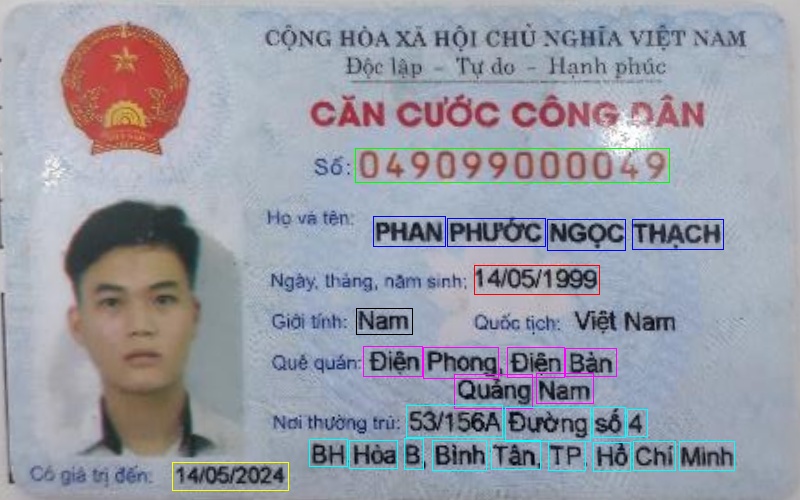 CỘNG HÒA XÃ HỘI CHỦ NGHĨA VIỆT NAM
Độc lập - Tự do - Hạnh phúc
CĂN CƯỚC CÔNG DÂN
Số: 049099000049
Họ và tên: PHAN PHƯỚC NGỌC THẠCH
Ngày, tháng, năm sinh: 14/05/1999
Giới tính: Nam Quốc tịch: Việt Nam
Quê quán: Điện Phong, Điện Bàn
Quảng Nam
Nơi thường trú: 53/156A Đường số 4
BH Hòa B, Bình Tân, TP. Hồ Chí Minh
Có giá trị đến: 14/05/2024